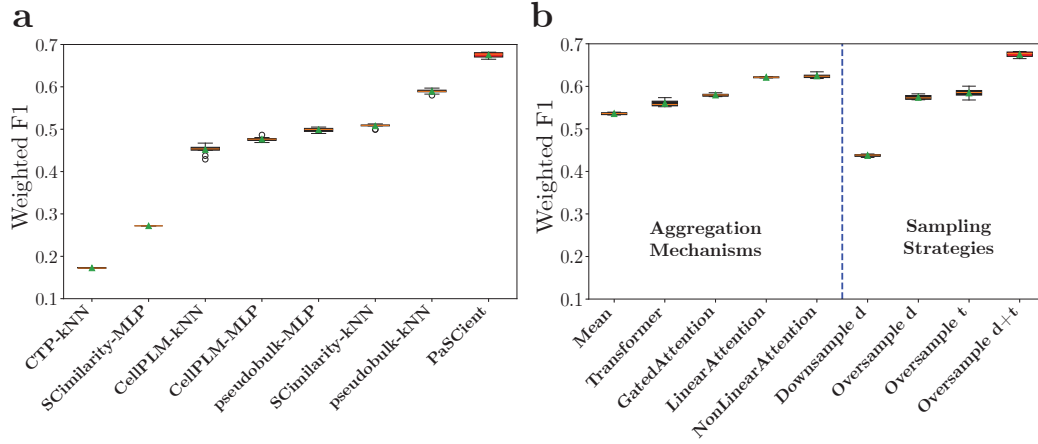 a
0.7
0.6
0.5
0.4
0.3
0.2
0.1
Weighted F1
CTP-kNN
SCimilarity-MLP
CellPLM-kNN
CellPLM-MLP
pseudobulk-MLP
SCimilarity-kNN
pseudobulk-kNN
PaSCient
b
0.7
0.6
0.5
0.4
0.3
0.2
0.1
Weighted F1
Aggregation
Mechanisms
Sampling
Strategies
Mean
Transformer
GatedAttention
LinearAttention
NonLinearAttention
Downsample d
Oversample d
Oversample t
Oversample d+t